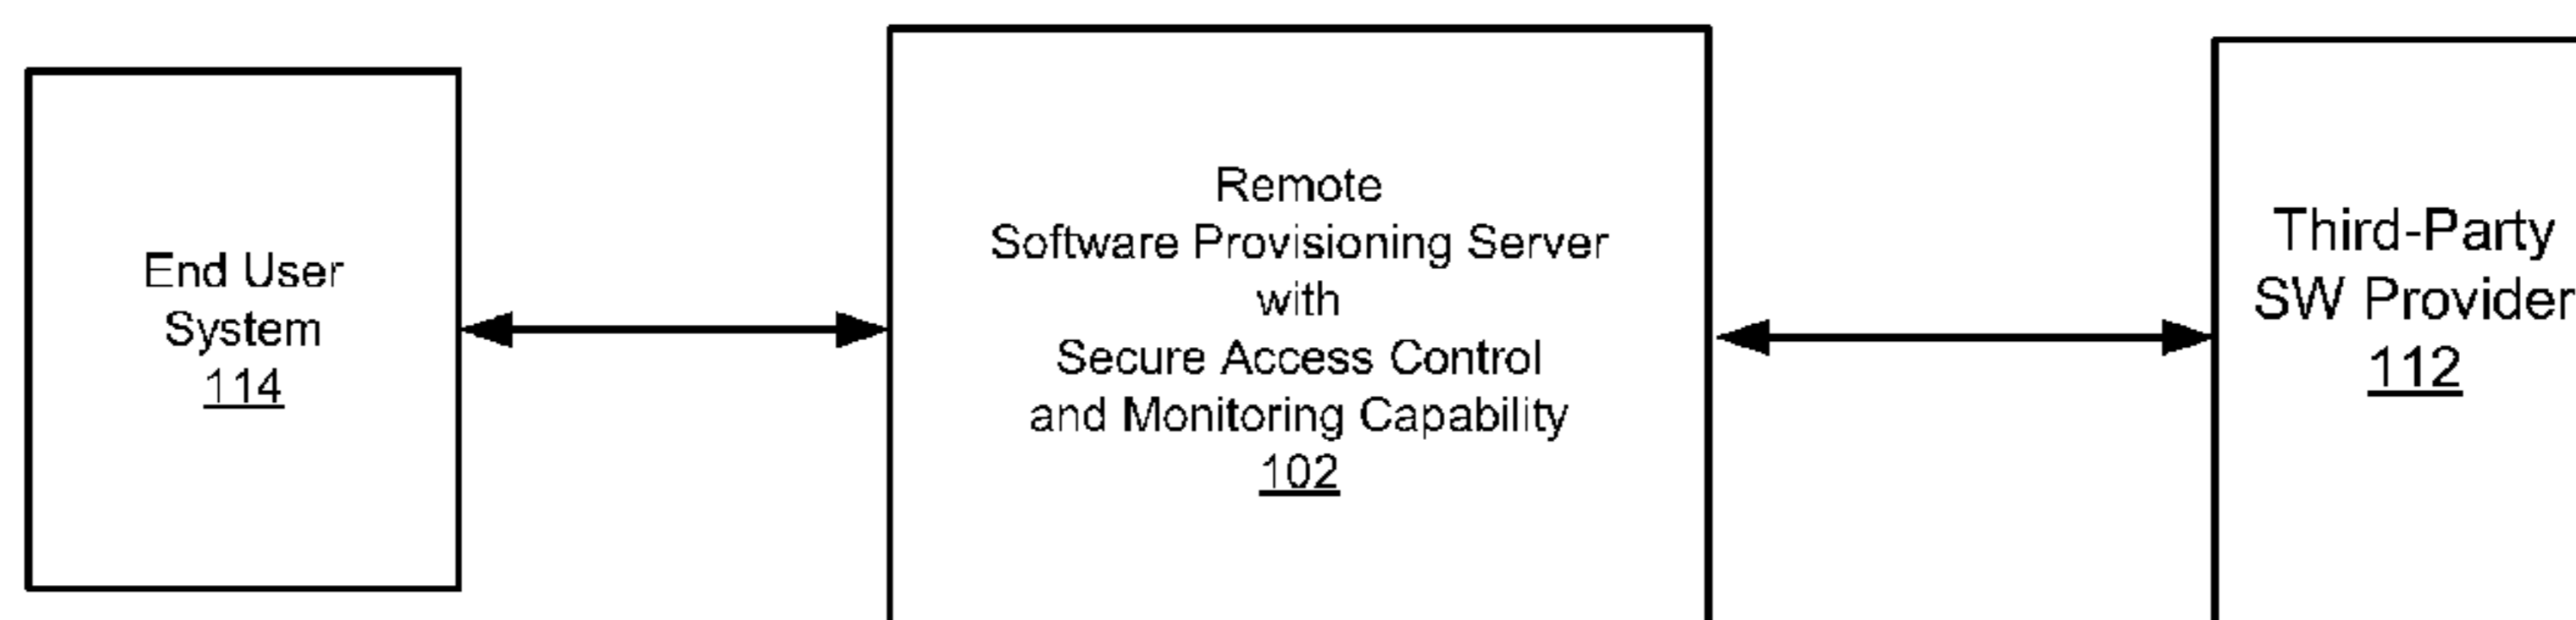 End User
System
114
Remote
Software Provisioning Server
with
Secure Access Control
and Monitoring Capability
102
Third-Party
SW Provider
112